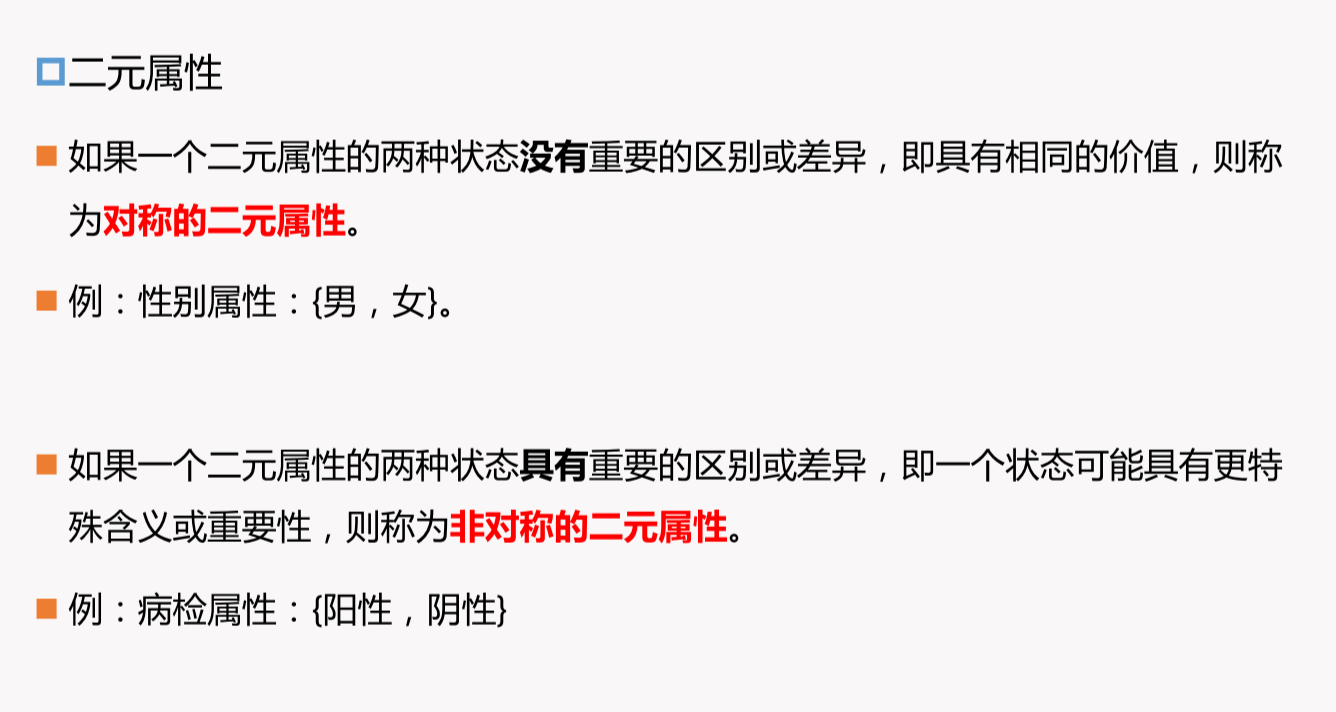 二元属性
如果一个二元属性的两种状态没有重要的区别或差异，即具有相同的价值，则称
为对称的二元属性。
例：性别属性：{男，女}。
如果一个二元属性的两种状态具有重要的区别或差异，即一个状态可能具有更特
殊含义或重要性，则称为非对称的二元属性。
例：病检属性：{阳性，阴性}